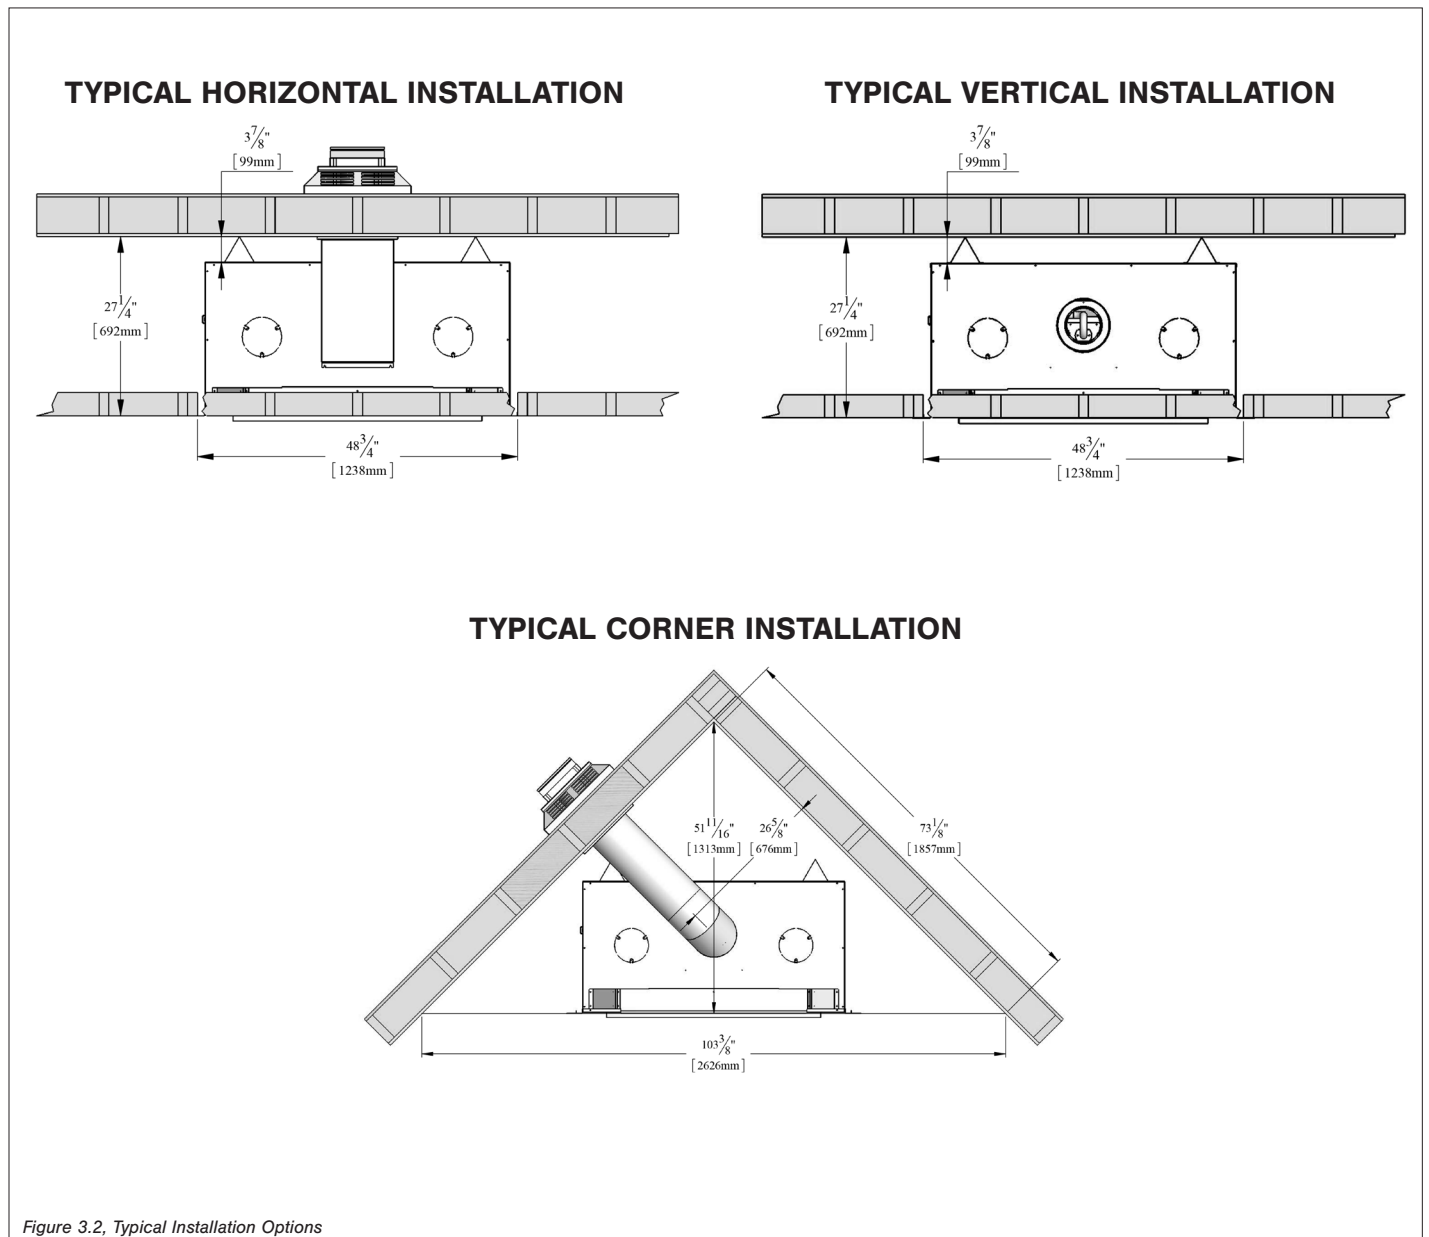 TYPICAL HORIZONTAL INSTALLATION
3 7/8"
[99mm]
27 1/4"
[692mm]
48 3/4"
[1238mm]
TYPICAL VERTICAL INSTALLATION
3 7/8"
[99mm]
27 1/4"
[692mm]
48 3/4"
[1238mm]
TYPICAL CORNER INSTALLATION
51 11/16"
[1313mm]
26 5/8"
[676mm]
73 1/8"
[1857mm]
103 3/8"
[2626mm]
Figure 3.2, Typical Installation Options